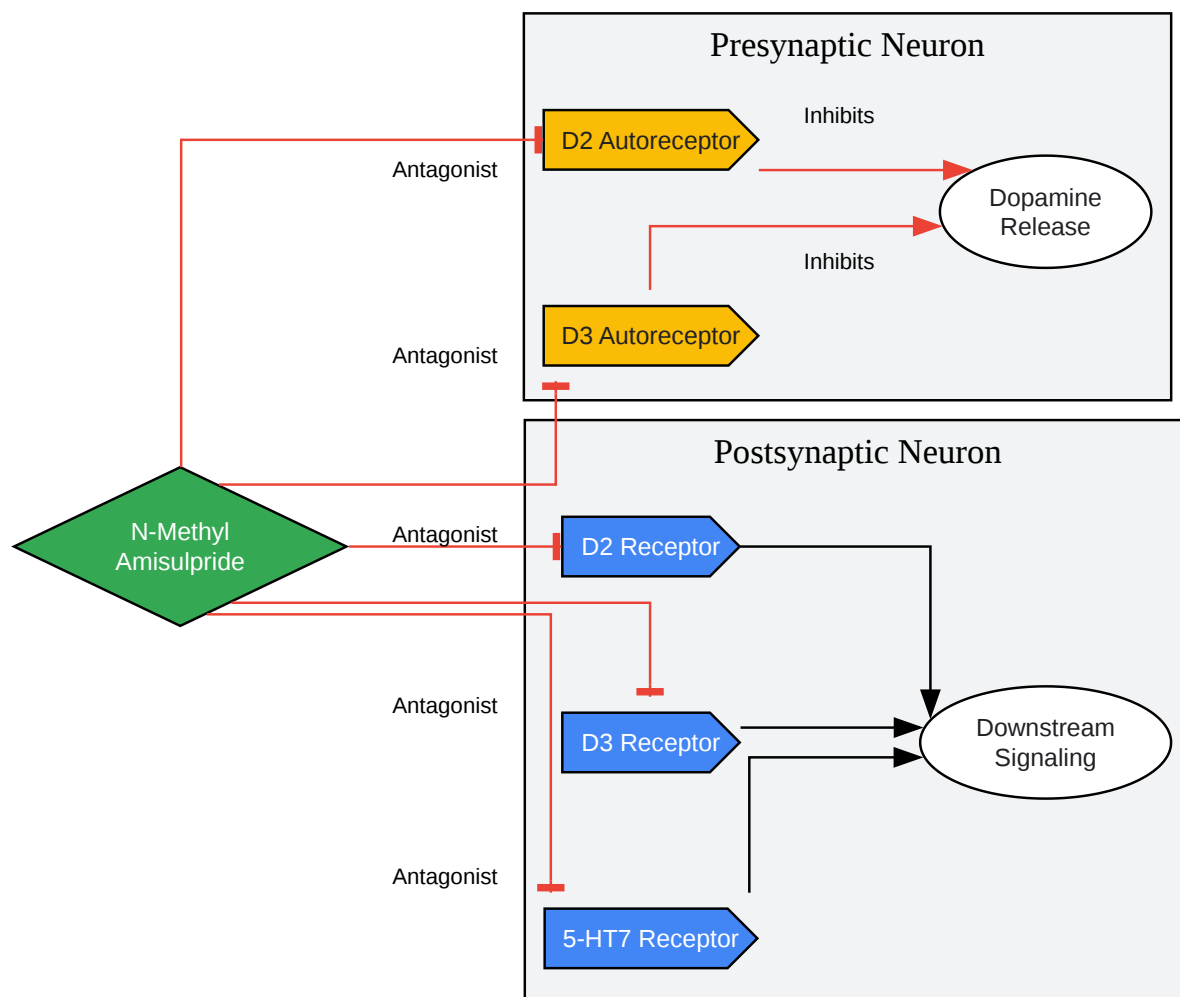 Presynaptic Neuron
Inhibits
D2 Autoreceptor
Antagonist
Dopamine
Release
Inhibits
D3 Autoreceptor
Antagonist
Postsynaptic Neuron
N-Methyl
Amisulpride
Antagonist
D2 Receptor
Antagonist
D3 Receptor
Downstream
Signaling
Antagonist
5-HT7 Receptor